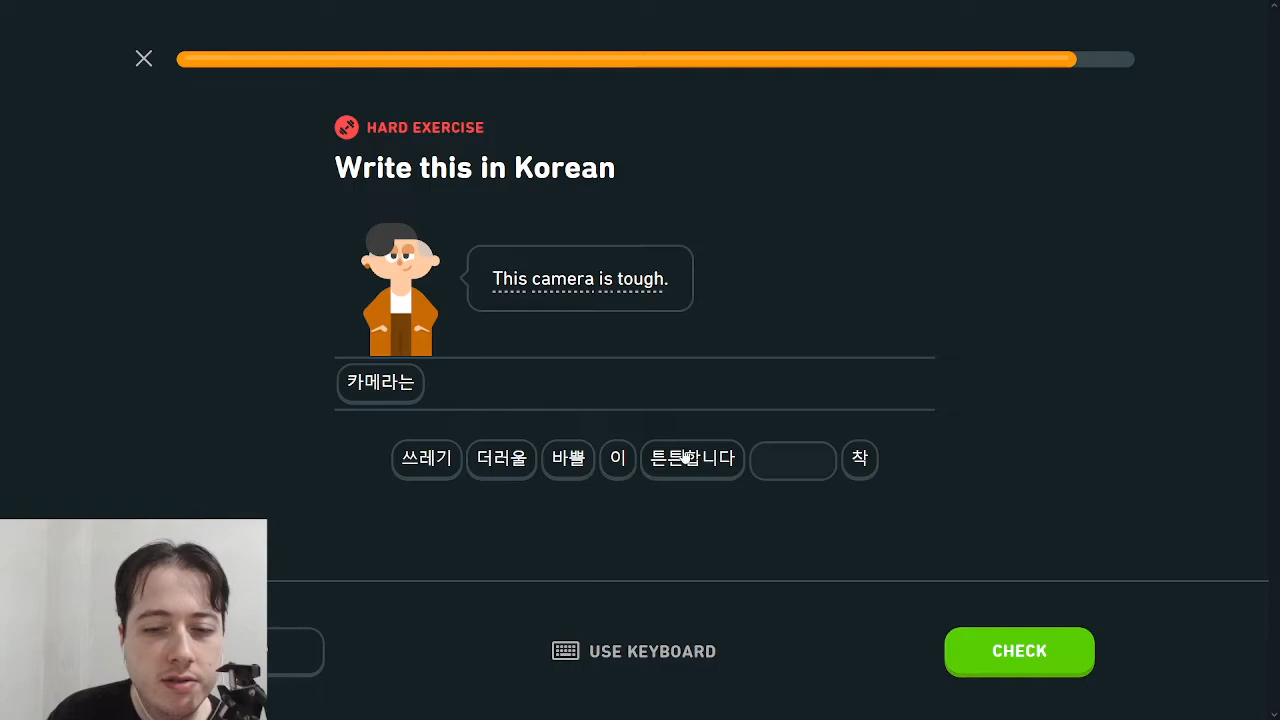 HARD EXERCISE
Write this in Korean
This camera is tough.
카메라는
쓰레기 더러울 바쁠 이 튼튼합니다 착
USE KEYBOARD
CHECK